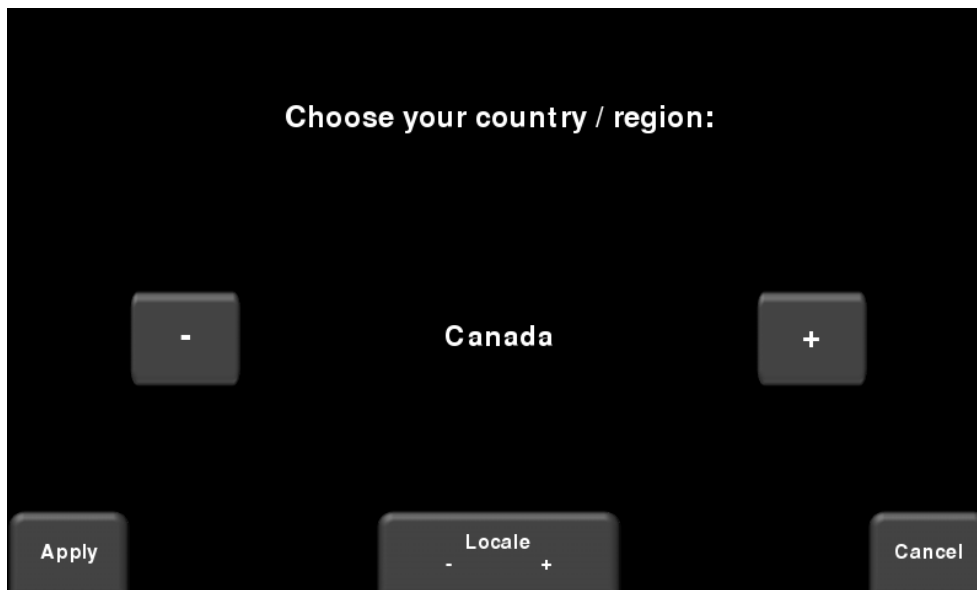 Choose your country / region:
- Canada +
Apply
Locale
- +
Cancel